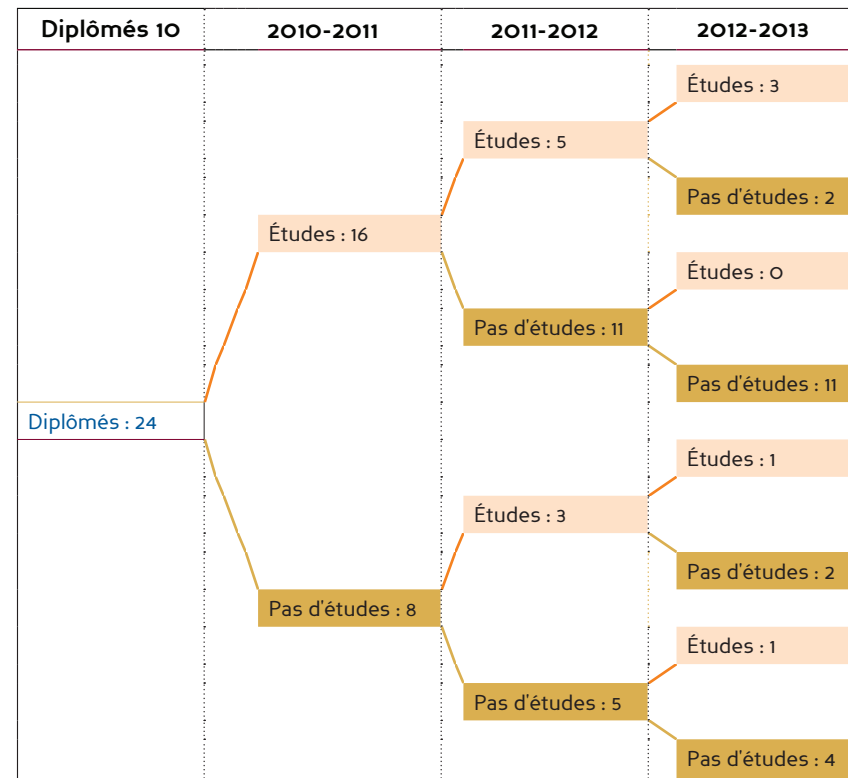 Diplômés 10 2010-2011 2011-2012 2012-2013
Études : 3
Études : 5
Pas d'études : 2
Études : 16
Études : 0
Pas d'études : 11
Pas d'études : 11
Diplômés : 24
Études : 1
Études : 3
Pas d'études : 2
Pas d'études : 8
Études : 1
Pas d'études : 5
Pas d'études : 4